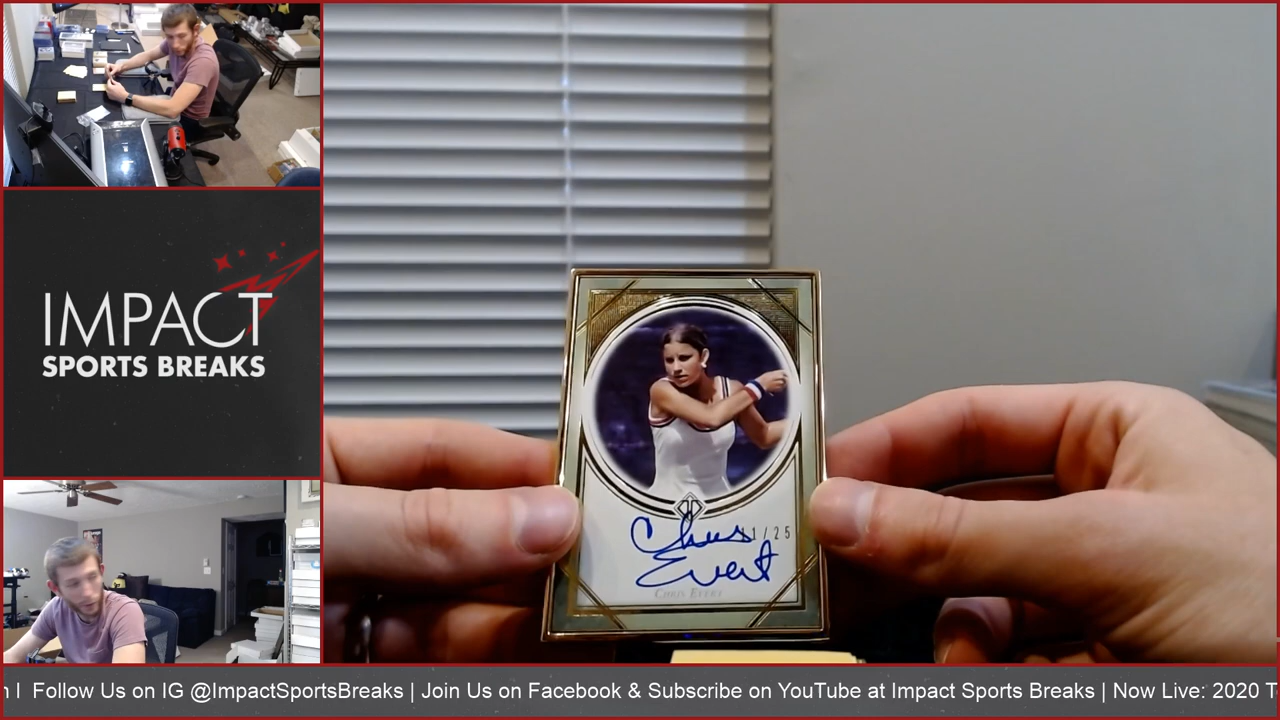 IMPACT
SPORTS BREAKS
11/25
Chris
Evert
CHRIS EVERT
Follow Us on IG @ImpactSportsBreaks | Join Us on Facebook & Subscribe on YouTube at Impact Sports Breaks | Now Live: 2020